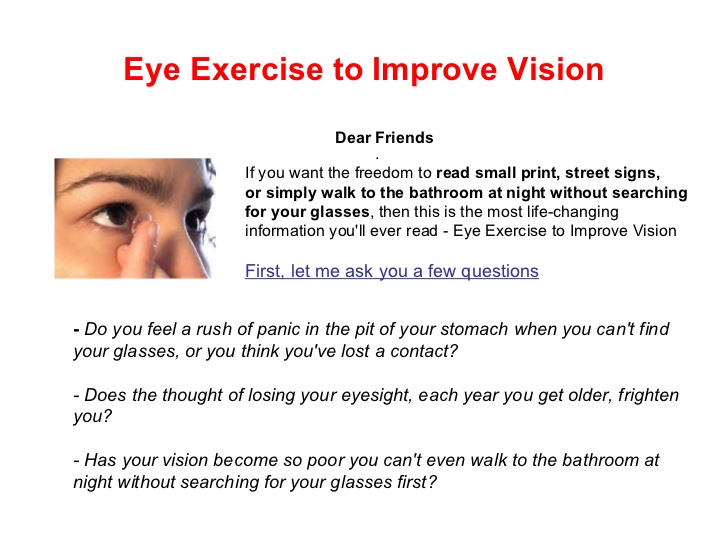 Eye Exercise to Improve Vision
Dear Friends
.
If you want the freedom to read small print, street signs,
or simply walk to the bathroom at night without searching
for your glasses, then this is the most life-changing
information you'll ever read - Eye Exercise to Improve Vision
First, let me ask you a few questions
- Do you feel a rush of panic in the pit of your stomach when you can't find
your glasses, or you think you've lost a contact?
- Does the thought of losing your eyesight, each year you get older, frighten
you?
- Has your vision become so poor you can't even walk to the bathroom at
night without searching for your glasses first?